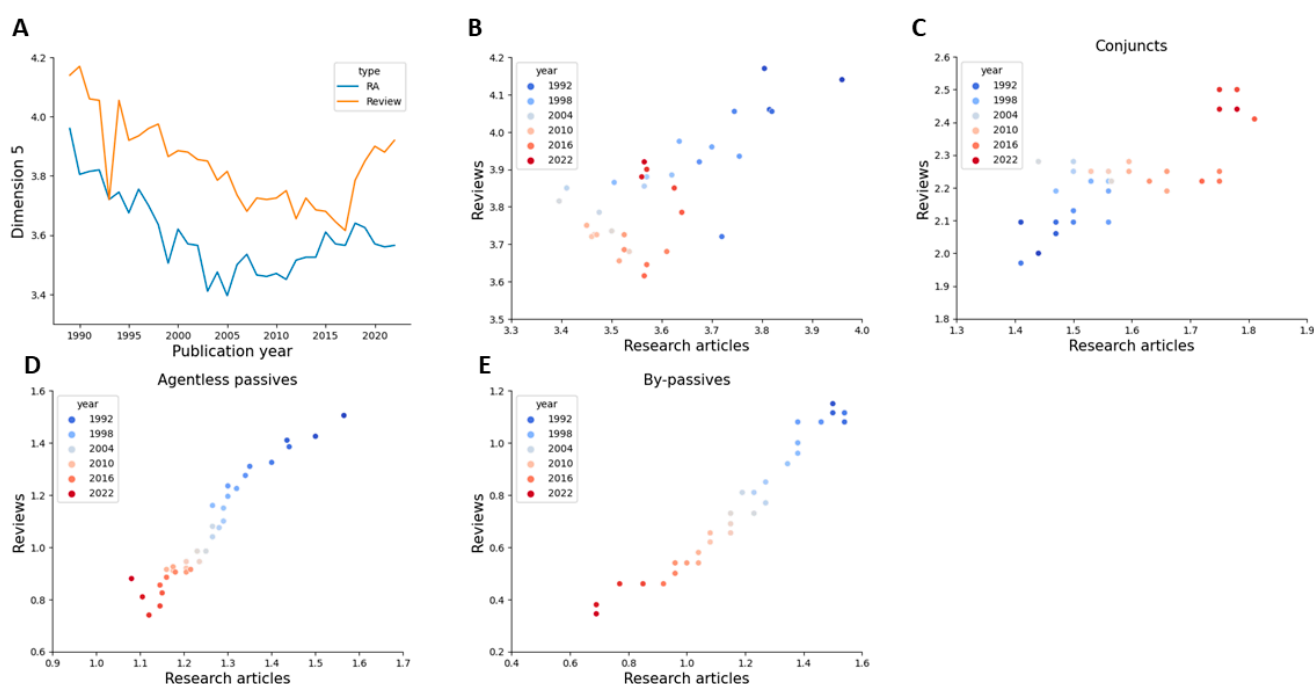 A
4.2
4.0
3.8
3.6
3.4
Dimension 5
type
RA
Review
1990 1995 2000 2005 2010 2015 2020
Publication year
B
4.2
4.1
4.0
3.9
3.8
3.7
3.6
3.5
Reviews
year
1992
1998
2004
2010
2016
2022
3.3 3.4 3.5 3.6 3.7 3.8 3.9 4.0
Research articles
C
Conjuncts
2.6
2.5
2.4
2.3
2.2
2.1
2.0
1.9
1.8
Reviews
year
1992
1998
2004
2010
2016
2022
1.3 1.4 1.5 1.6 1.7 1.8 1.9
Research articles
D
Agentless passives
1.6
1.4
1.2
1.0
0.8
0.6
Reviews
year
1992
1998
2004
2010
2016
2022
0.9 1.0 1.1 1.2 1.3 1.4 1.5 1.6 1.7
Research articles
E
By-passives
1.2
1.0
0.8
0.6
0.4
0.2
Reviews
year
1992
1998
2004
2010
2016
2022
0.4 0.6 0.8 1.0 1.2 1.4 1.6
Research articles